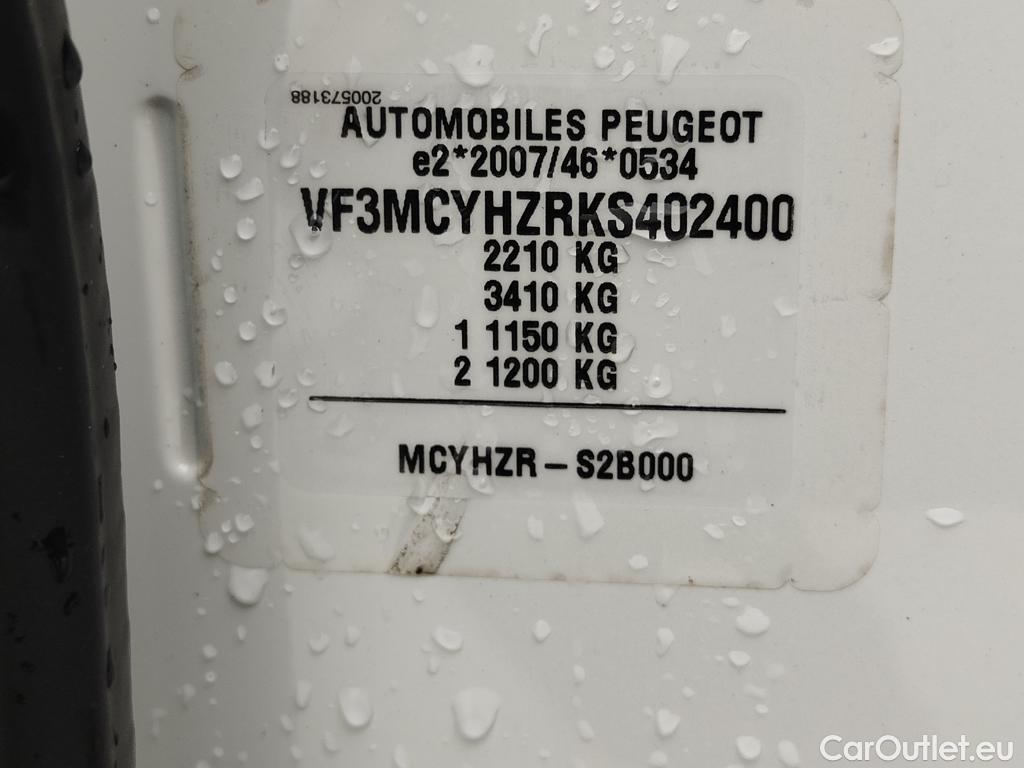 200573188
AUTOMOBILES PEUGEOT
e2*2007/46*0534
VF3MCYHZRKS402400
2210 KG
3410 KG
1 1150 KG
2 1200 KG
MCYHZR – S2B000
CarOutlet.eu